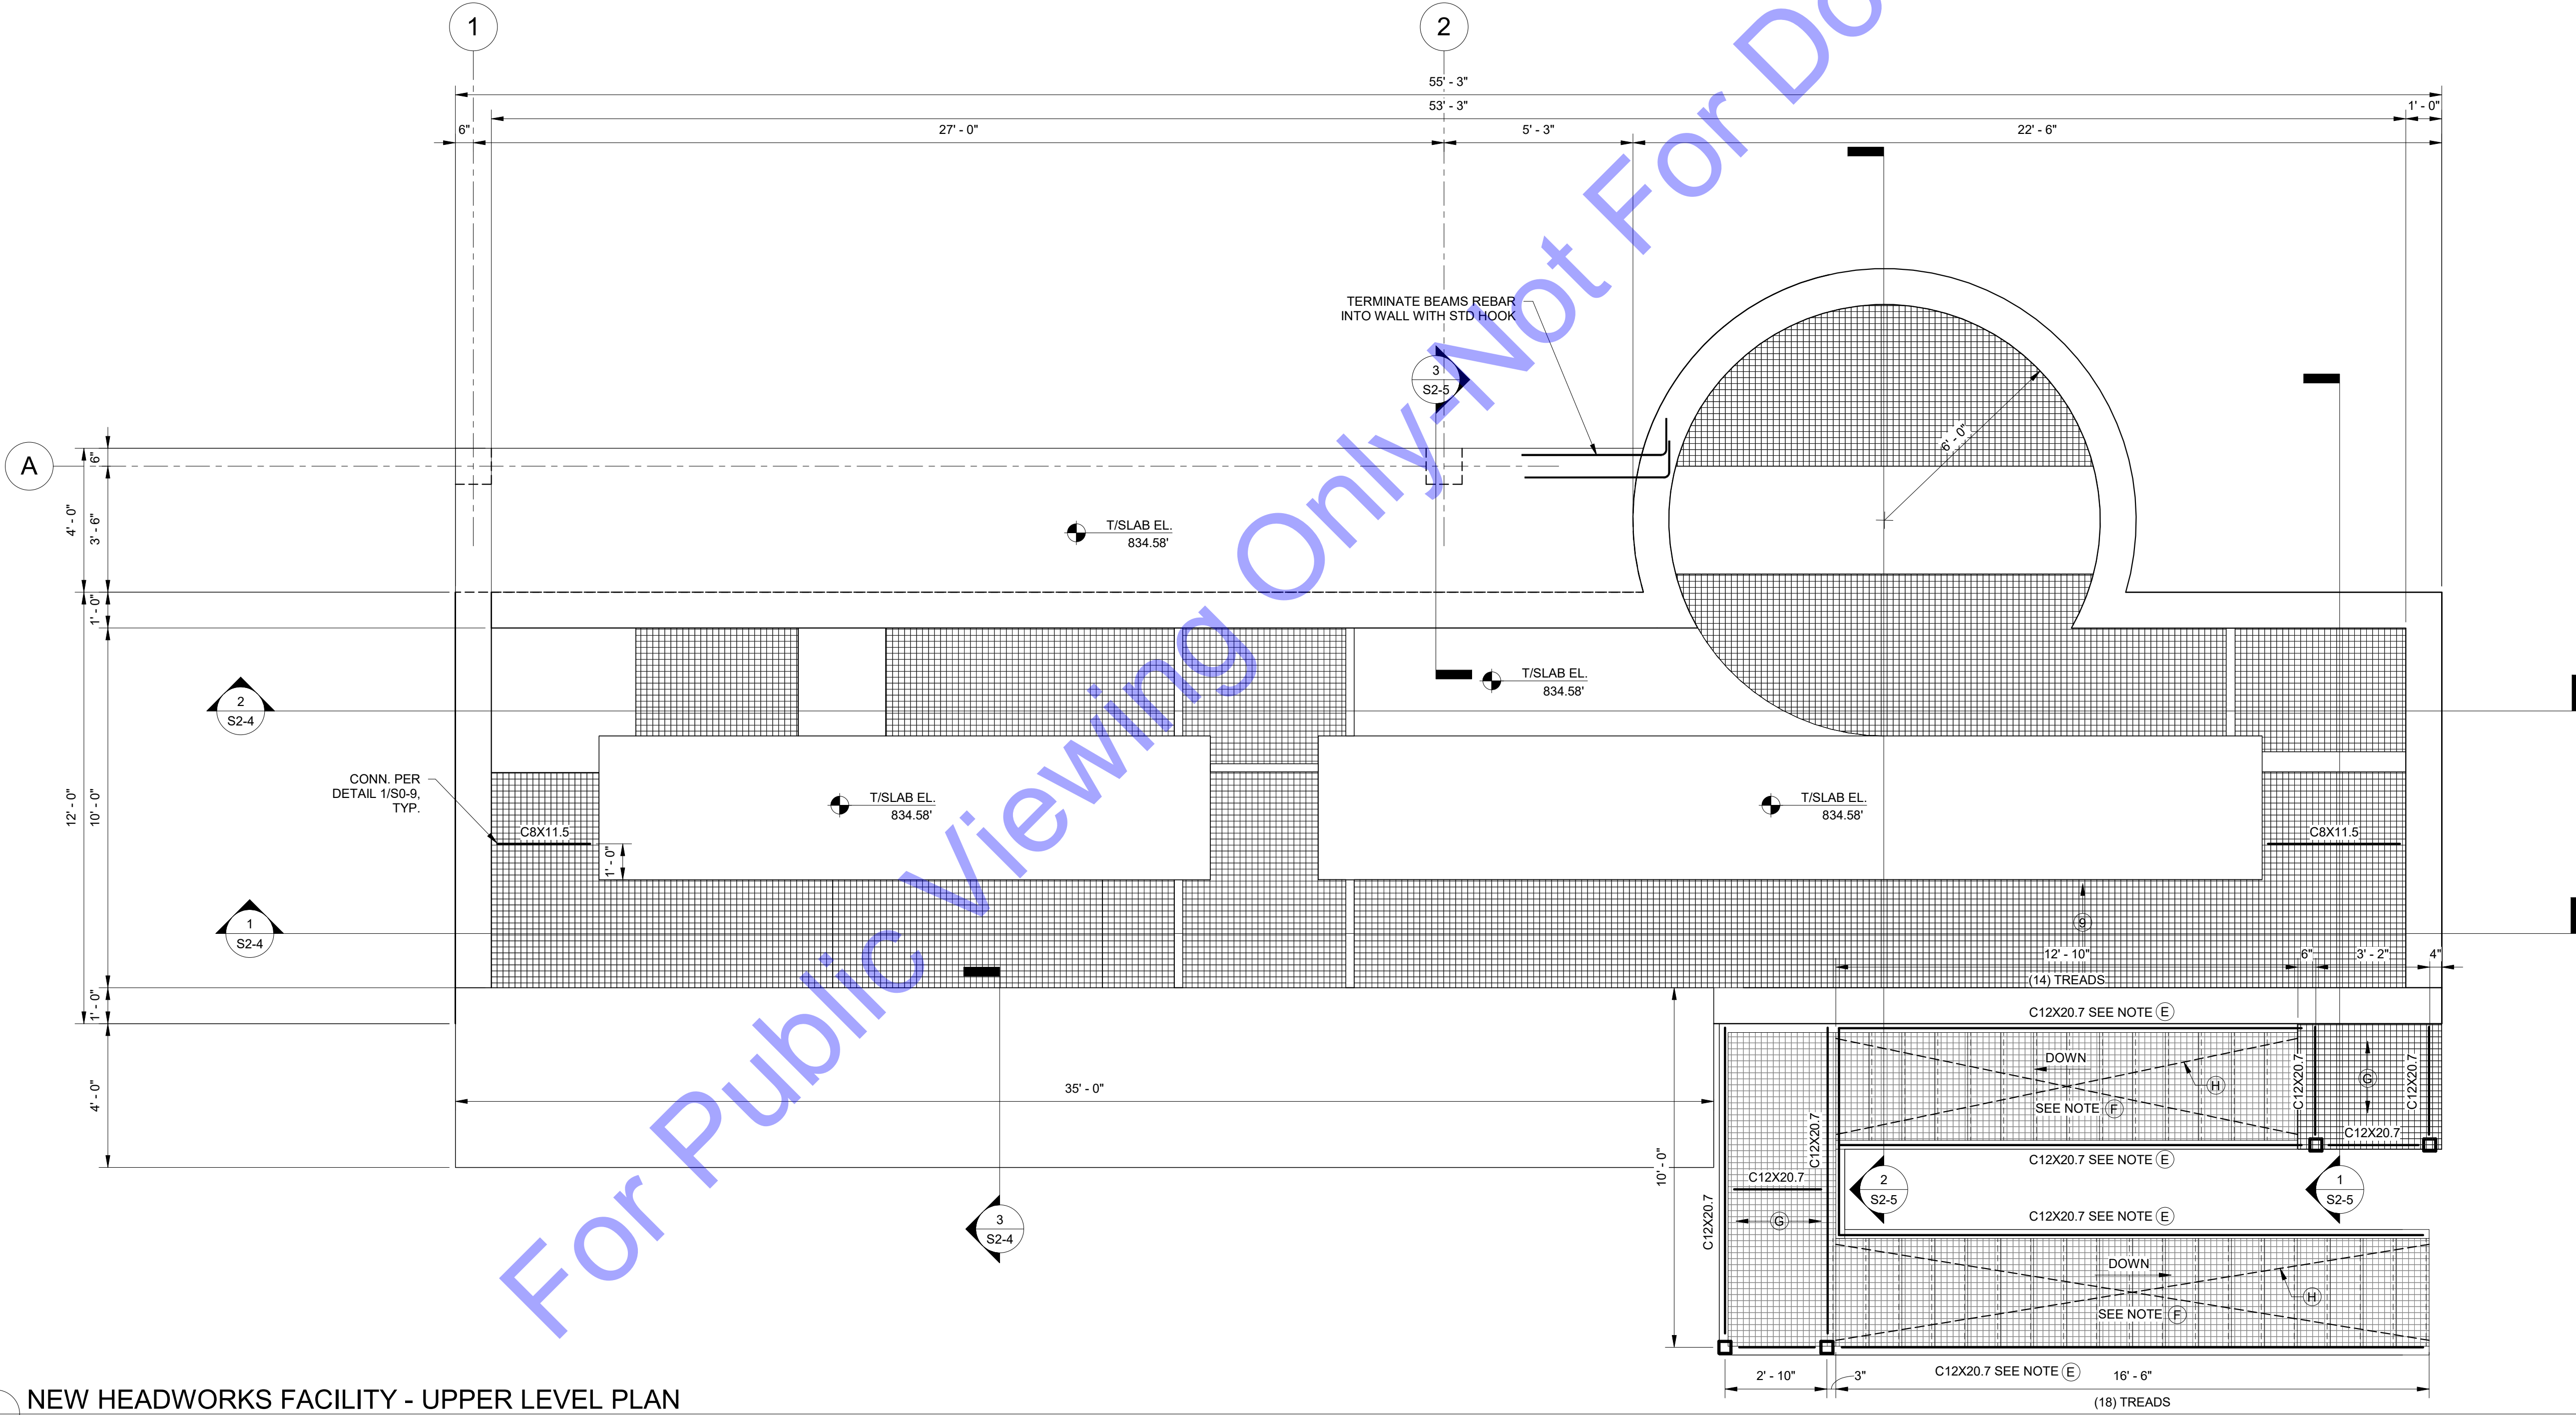 1
2
55' - 3"
53' - 3"
1' - 0"
6"
27' - 0"
5' - 3"
22' - 6"
TERMINATE BEAMS REBAR
INTO WALL WITH STD HOOK
3
S2-5
6' - 0"
A
6"
4' - 0"
3' - 6"
T/SLAB EL.
834.58'
1' - 0"
2
S2-4
T/SLAB EL.
834.58'
CONN. PER
DETAIL 1/S0-9,
TYP.
12' - 0"
10' - 0"
T/SLAB EL.
834.58'
T/SLAB EL.
834.58'
C8X11.5
C8X11.5
1' - 0"
1
S2-4
9
12' - 10"
6"
3' - 2"
4"
(14) TREADS
1' - 0"
C12X20.7 SEE NOTE E
4' - 0"
35' - 0"
DOWN
H
SEE NOTE F
C12X20.7
G
C12X20.7
C12X20.7
C12X20.7
C12X20.7 SEE NOTE E
10' - 0"
C12X20.7
2
S2-5
1
S2-5
C12X20.7
G
C12X20.7 SEE NOTE E
3
S2-4
DOWN
H
SEE NOTE F
C12X20.7 SEE NOTE E
2' - 10"
3"
16' - 6"
(18) TREADS
NEW HEADWORKS FACILITY - UPPER LEVEL PLAN
For Public Viewing Only-Not For Do